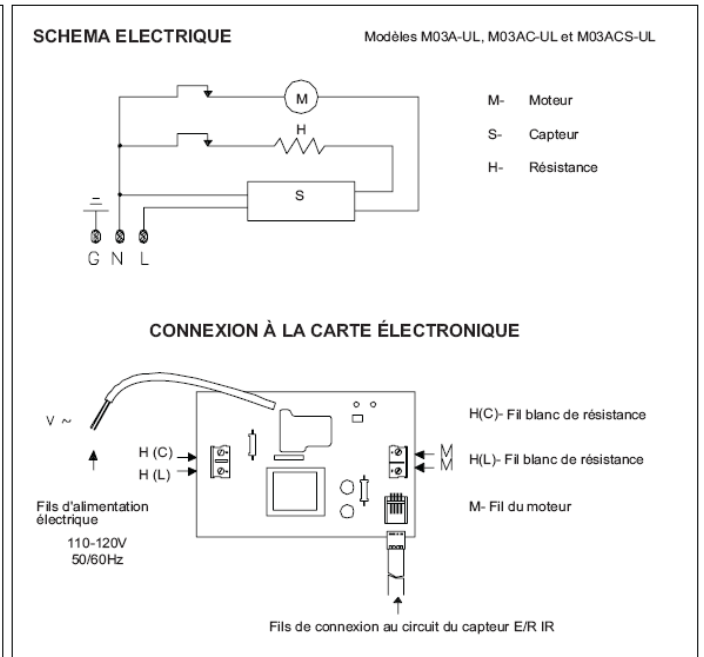 SCHEMA ELECTRIQUE
Modèles M03A-UL, M03AC-UL et M03ACS-UL
M
H
S
G N L
M- Moteur
S- Capteur
H- Résistance
CONNEXION À LA CARTE ÉLECTRONIQUE
V ~
H (C)
H (L)
M
M
Fils d'alimentation
électrique
110-120V
50/60Hz
H(C)- Fil blanc de résistance
H(L)- Fil blanc de résistance
M- Fil du moteur
Fils de connexion au circuit du capteur E/R IR